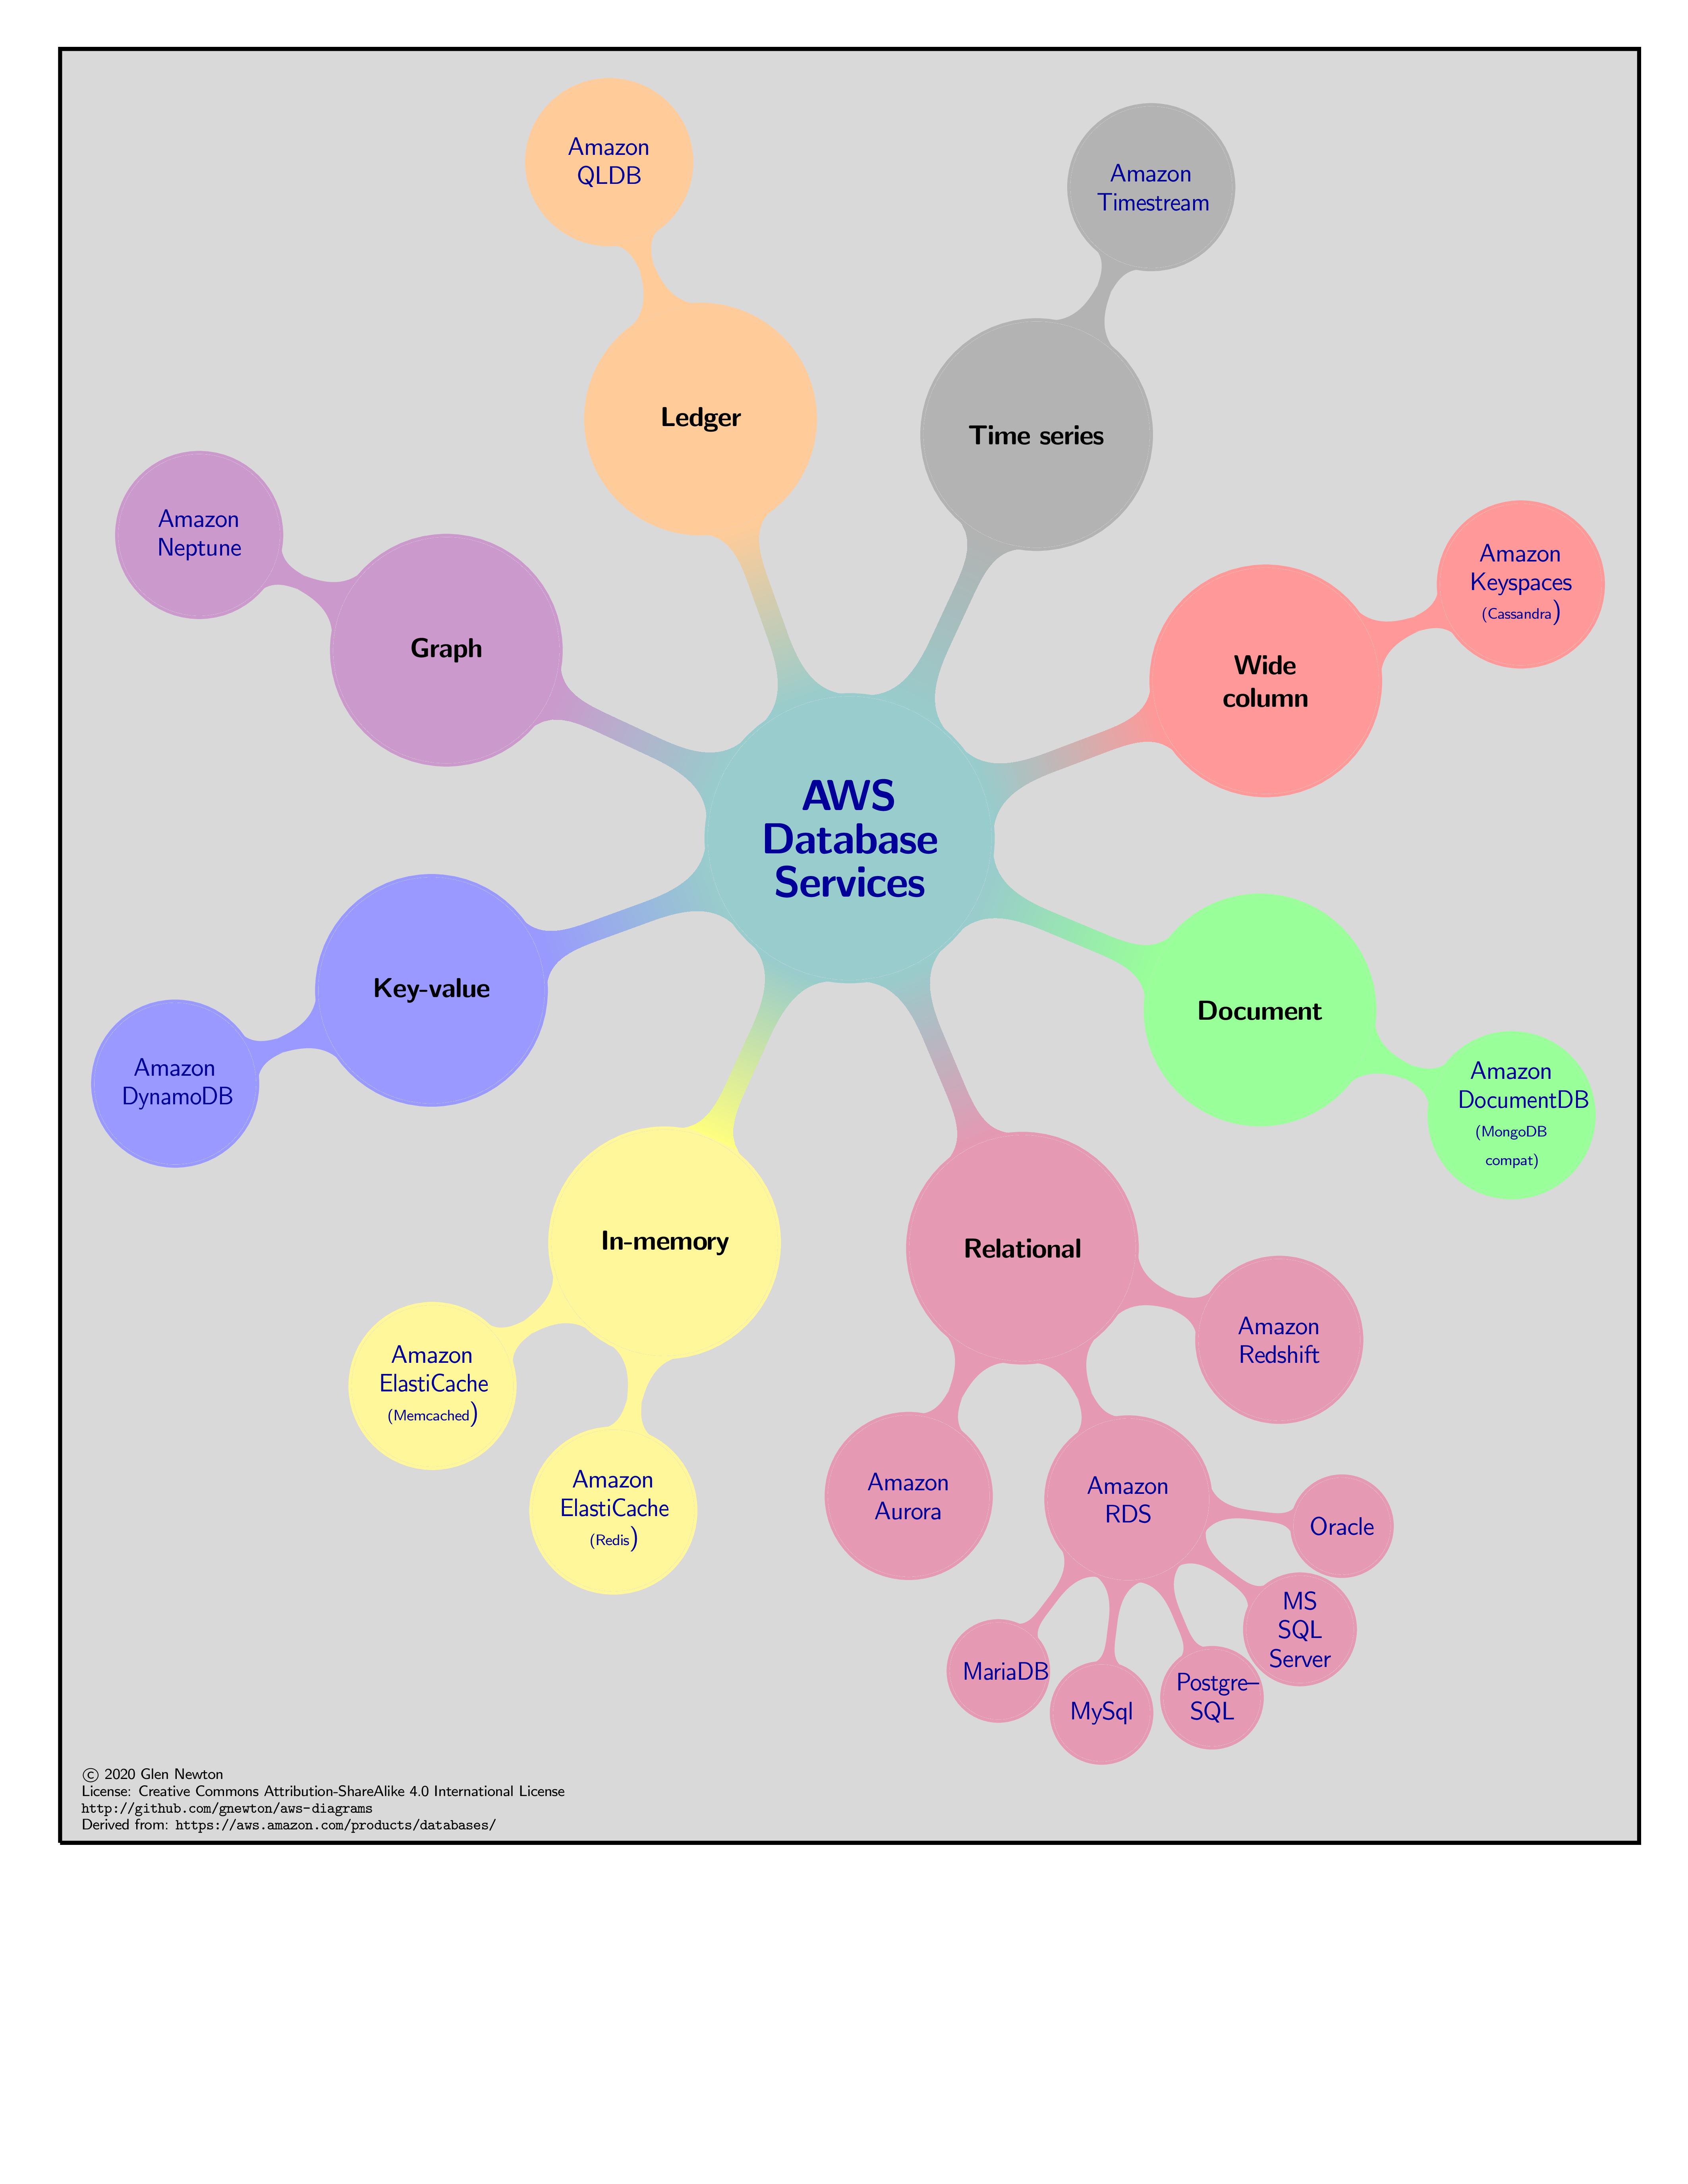 Amazon
QLDB
Amazon
Timestream
Ledger
Time series
Amazon
Neptune
Graph
Amazon
Keyspaces
(Cassandra)
Wide
column
AWS
Database
Services
Key-value
Amazon
DynamoDB
Document
Amazon
DocumentDB
(MongoDB
compat)
In-memory
Relational
Amazon
ElastiCache
(Memcached)
Amazon
ElastiCache
(Redis)
Amazon
Redshift
Amazon
Aurora
Amazon
RDS
Oracle
MS
SQL
Server
MariaDB
MySql
Postgre–
SQL
© 2020 Glen Newton
License: Creative Commons Attribution-ShareAlike 4.0 International License
http://github.com/gnewton/aws-diagrams
Derived from: https://aws.amazon.com/products/databases/